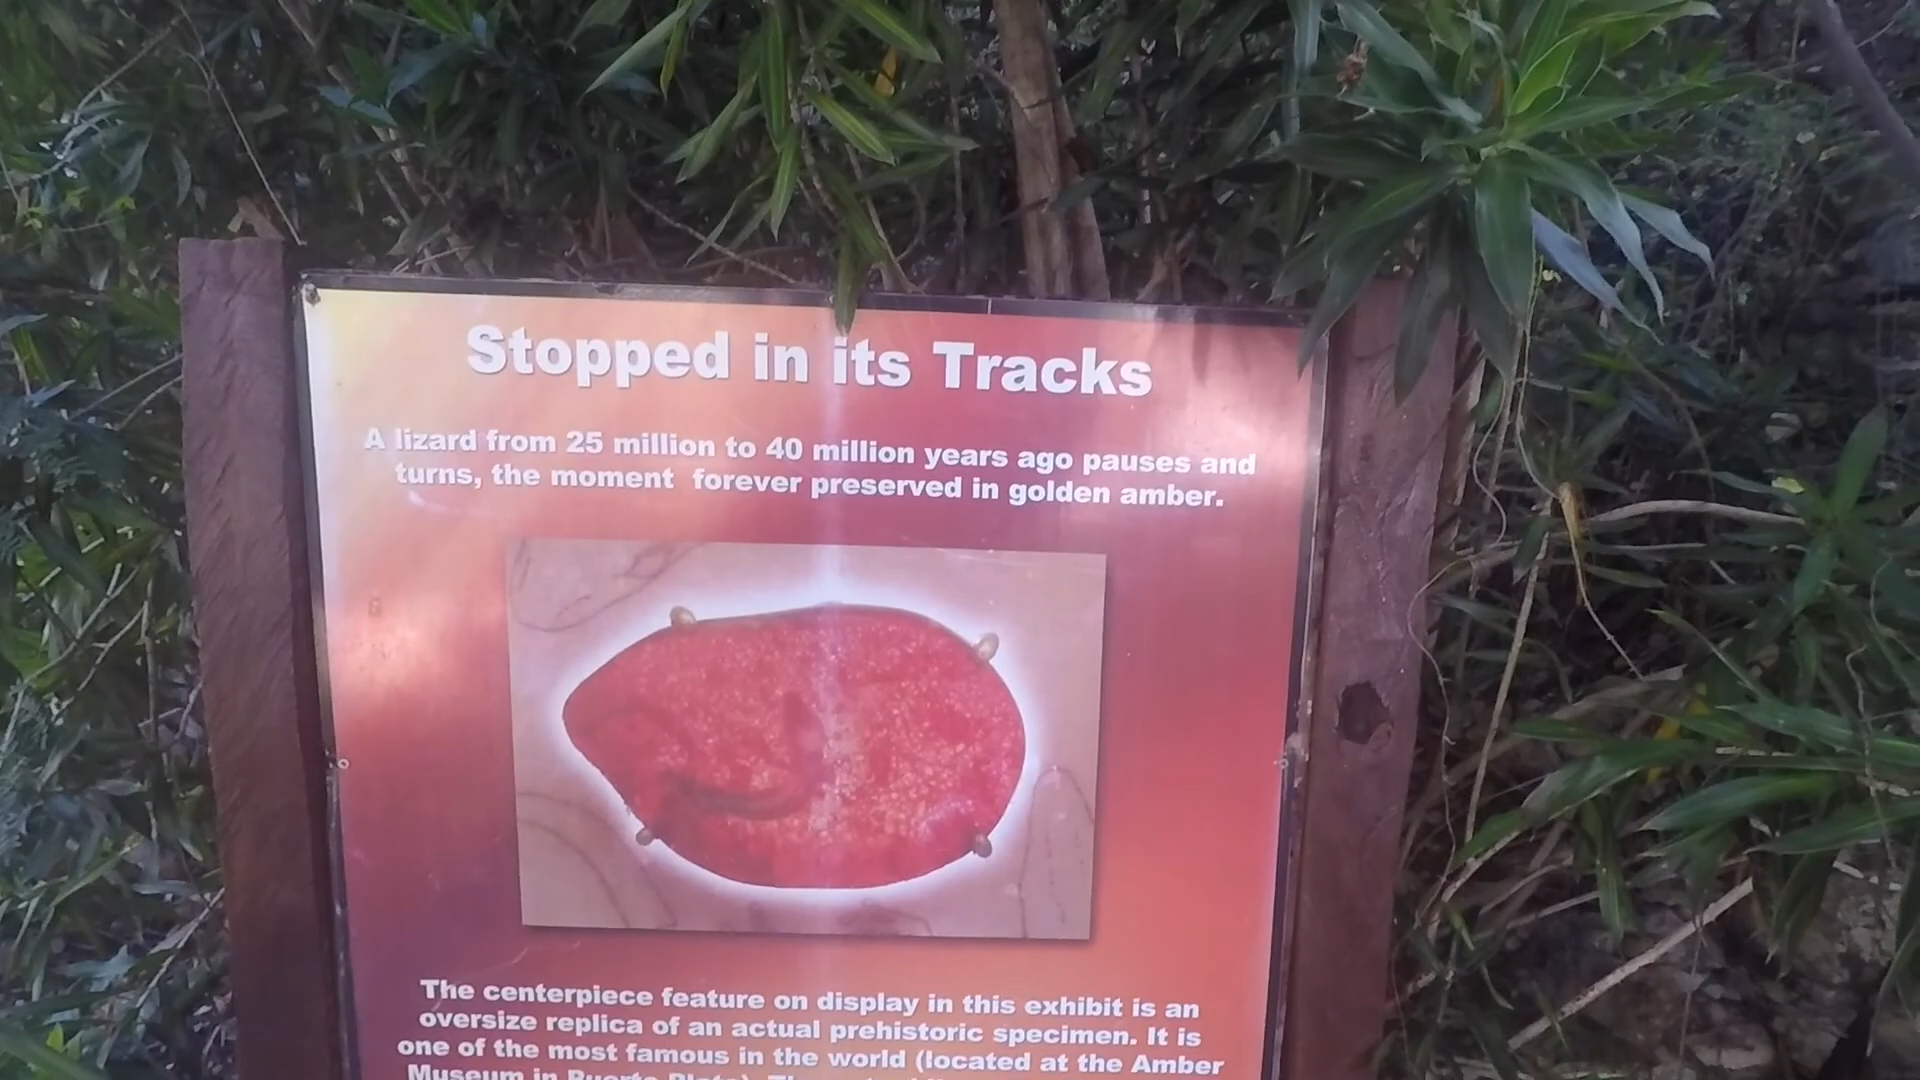 Stopped in its Tracks
A lizard from 25 million to 40 million years ago pauses and
turns, the moment forever preserved in golden amber.
The centerpiece feature on display in this exhibit is an
oversize replica of an actual prehistoric specimen. It is
one of the most famous in the world (located at the Amber
Museum in Puerto Plata).